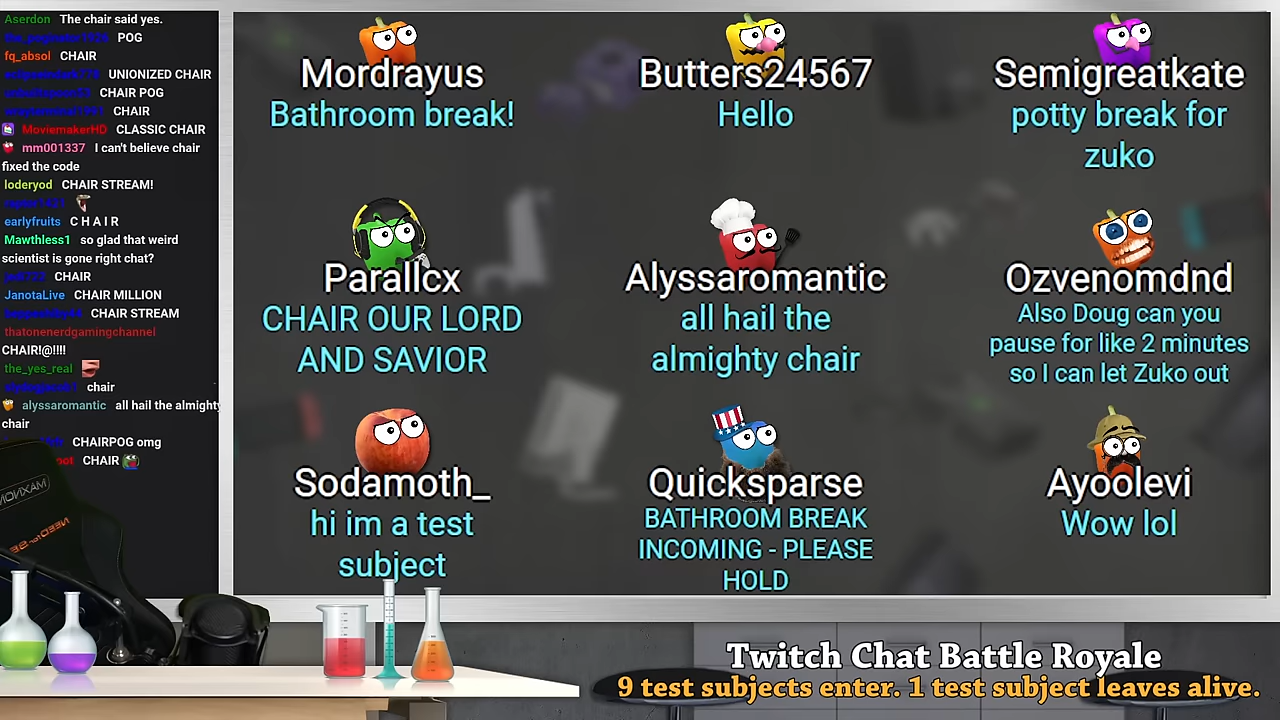 Aserdon The chair said yes.
POG
fq_absol CHAIR
UNIONIZED CHAIR
CHAIR POG
CHAIR
MoviemakerHD CLASSIC CHAIR
mm001337 I can't believe chair
fixed the code
loderyod CHAIR STREAM!
earlyfruits C H A I R
Mawthless1 so glad that weird
scientist is gone right chat?
CHAIR
JanotaLive CHAIR MILLION
CHAIR STREAM
thatonenerdgamingchannel
CHAIR!@!!!!
the_yes_real
chair
alyssaromantic all hail the almighty
chair
CHAIRPOG omg
CHAIR
Mordrayus
Bathroom break!
Butters24567
Hello
Semigreatkate
potty break for
zuko
Parallcx
CHAIR OUR LORD
AND SAVIOR
Alyssaromantic
all hail the
almighty chair
Ozvenomdnd
Also Doug can you
pause for like 2 minutes
so I can let Zuko out
Sodamoth_
hi im a test
subject
Quicksparse
BATHROOM BREAK
INCOMING - PLEASE
HOLD
Ayoolevi
Wow lol
Twitch Chat Battle Royale
9 test subjects enter. 1 test subject leaves alive.